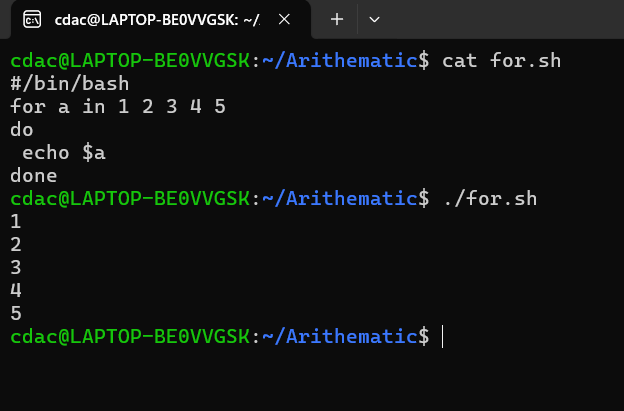 cdac@LAPTOP-BE0VVGSK: ~/.
cdac@LAPTOP-BE0VVGSK:~/Arithematic$ cat for.sh
#/bin/bash
for a in 1 2 3 4 5
do
 echo $a
done
cdac@LAPTOP-BE0VVGSK:~/Arithematic$ ./for.sh
1
2
3
4
5
cdac@LAPTOP-BE0VVGSK:~/Arithematic$